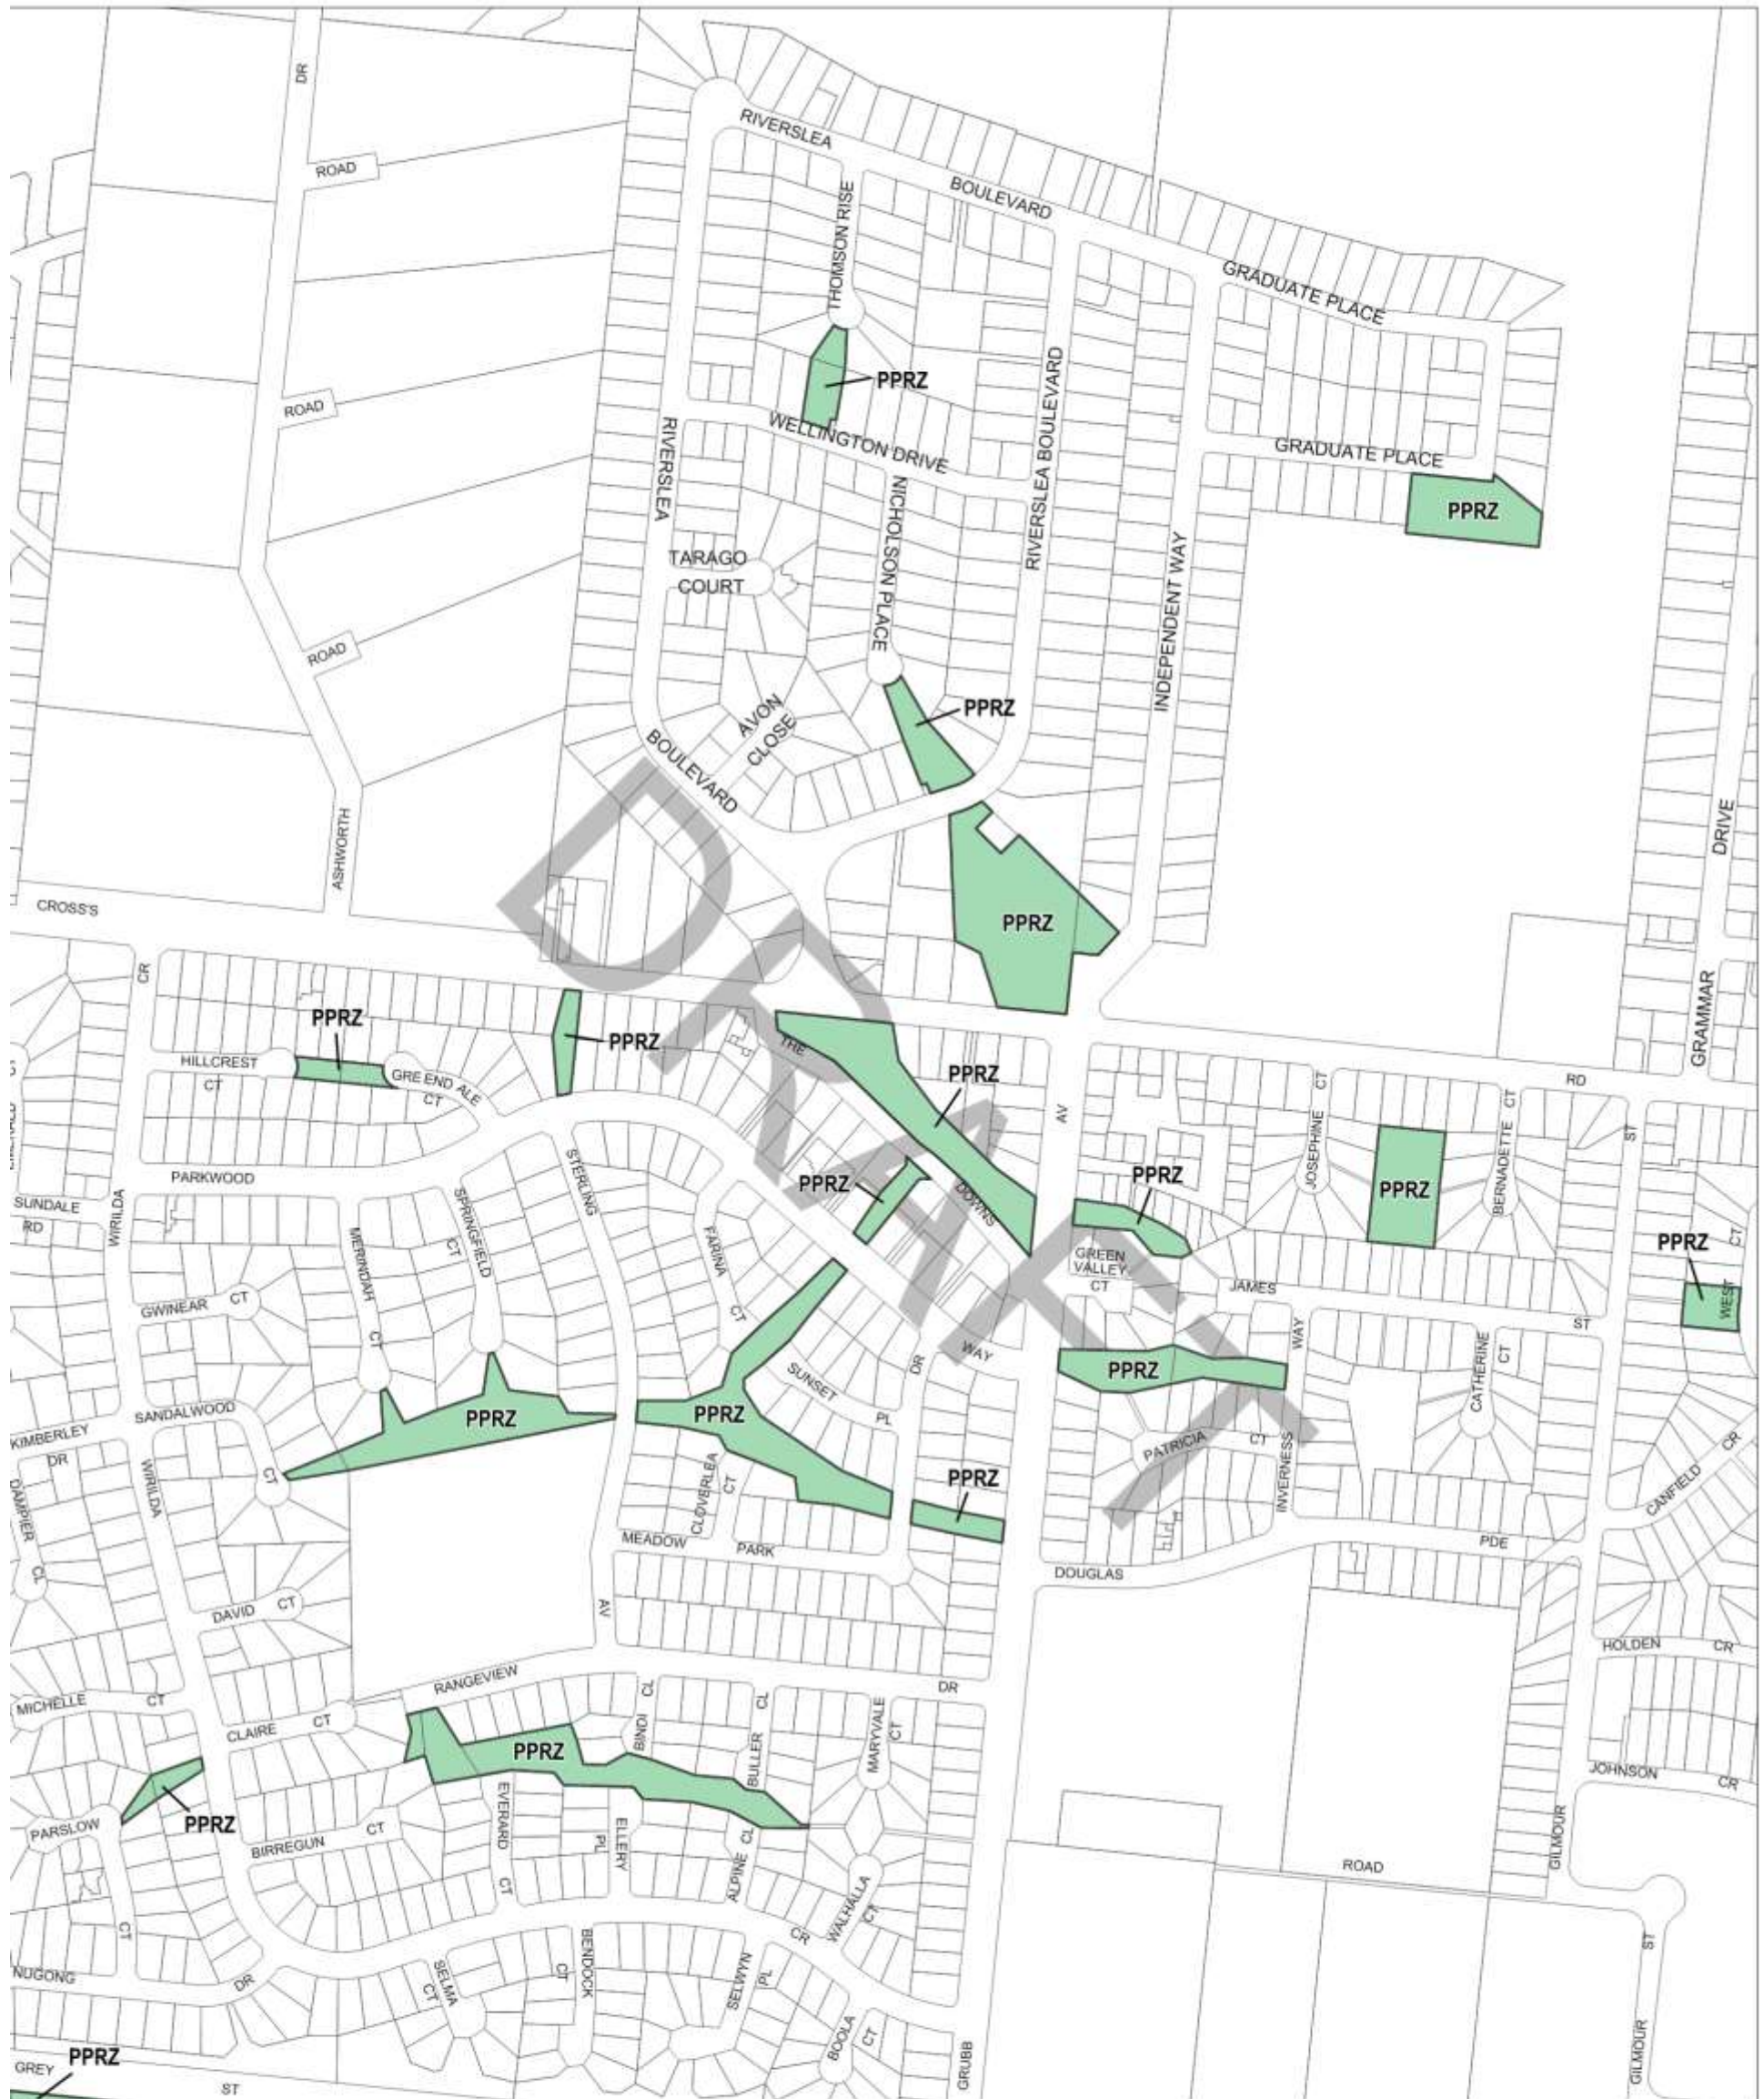 DR
RIVERSLEA
ROAD
BOULEVARD
THOMSON RISE
GRADUATE PLACE
PPRZ
ROAD
WELLINGTON DRIVE
RIVERSLEA
RIVERSLEA BOULEVARD
GRADUATE PLACE
PPRZ
NICHOLSON PLACE
INDEPENDENT WAY
TARAGO
COURT
ROAD
AVON
CLOSE
PPRZ
BOULEVARD
ASHWORTH
DRIVE
DRAFT
CROSS'S
PPRZ
CR
GRAMMAR
PPRZ
PPRZ
THE
HILLCREST
CT
GREENDALE
CT
PPRZ
RD
AV
JOSEPHINE CT
BERNADETTE CT
ST
PARKWOOD
STERLING
PPRZ
PPRZ
PPRZ
SUNDALE
RD
WIRILDA
SPRINGFIELD
CT
DOWNS
FARINA
CT
MERINDAH
CT
GREEN
VALLEY
CT
PPRZ
CT
WEST
JAMES
ST
GWINEAR CT
WAY
WAY
DR
PPRZ
SUNSET
PL
CATHERINE
CT
SANDALWOOD
CT
PPRZ
PPRZ
KIMBERLEY
DR
PATRICIA CT
INVERNESS
CANFIELD
CR
WIRILDA
DAMPIER
CL
CLOVERLEA
CT
PPRZ
MEADOW
PARK
PDE
DOUGLAS
DAVID CT
AV
HOLDEN CR
RANGEVIEW
DR
MICHELLE CT
CLAIRE CT
BINDI
CL
BULLER
CL
MARYVALE
CT
PPRZ
JOHNSON
CR
PPRZ
PARSLOW
CT
BIRREGUN CT
EVERARD
CT
ELLERY
PL
ALPINE CL
GILMOUR
ROAD
WALHALLA
CT
CR
NUGONG
DR
SELMA
CT
BENDOCK
CT
SELWYN
PL
ST
BOOLA
CT
GRUBB
GILMOUR
PPRZ
GREY
ST